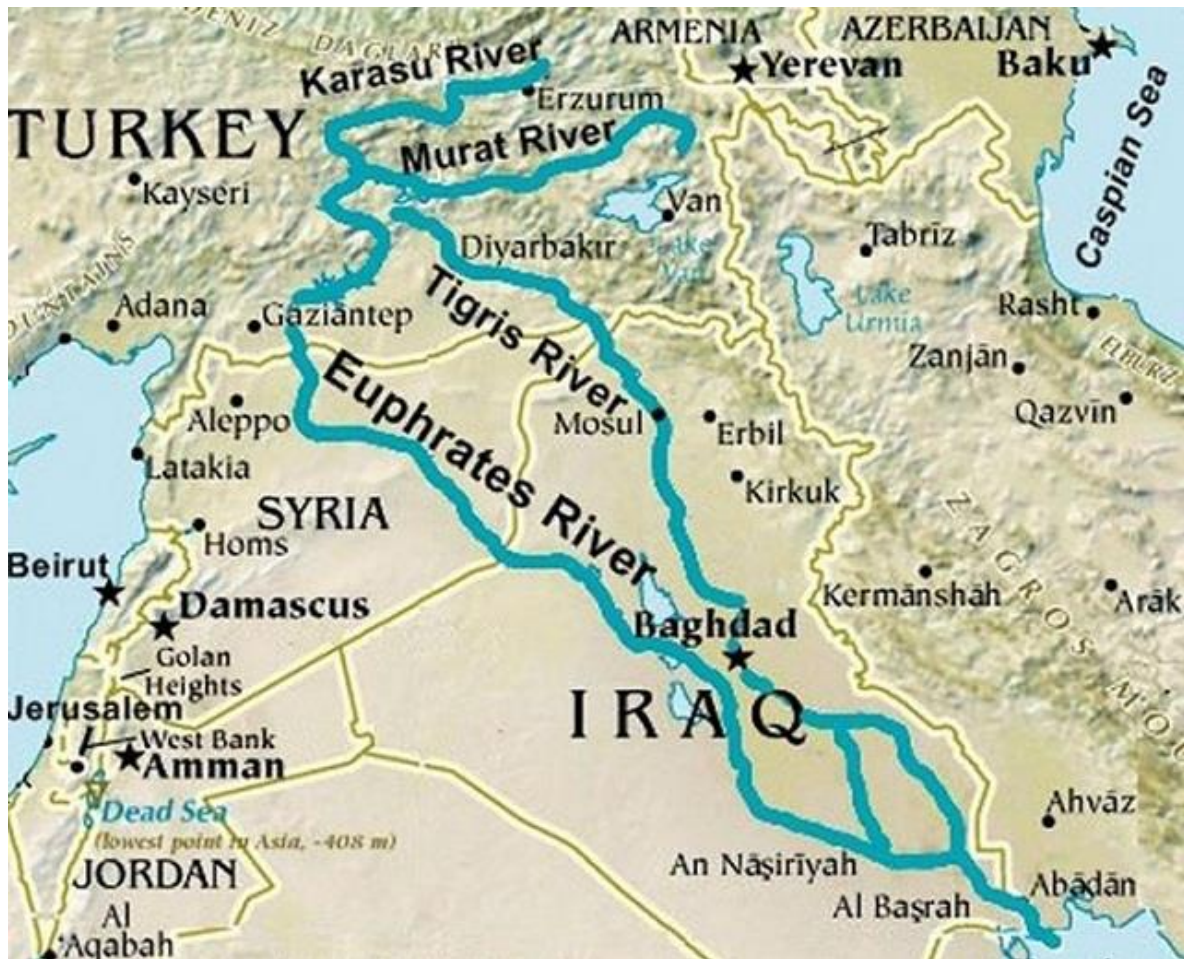 DENIZ DAGLARI
ARMENIA
AZERBAIJAN
Karasu River
Yerevan
Baku
Erzurum
TURKEY
Murat River
Caspian Sea
Kayseri
Van
Lake
Van
Diyarbakır
Tabrīz
Adana
Gaziantep
Tigris River
Lake
Urmia
Rasht
ELBURZ
Zanjān
Euphrates River
Aleppo
Mosul
Erbil
Qazvīn
Latakia
Kirkuk
SYRIA
Homs
ZAGROS
Beirut
Kermānshāh
Arāk
Damascus
Baghdad
Golan
Heights
Jerusalem
IRAQ
West Bank
Amman
Dead Sea
(lowest point in Asia, -408 m)
Ahvāz
JORDAN
An Nāşirīyah
Abādān
Al Başrah
Al
'Aqabah